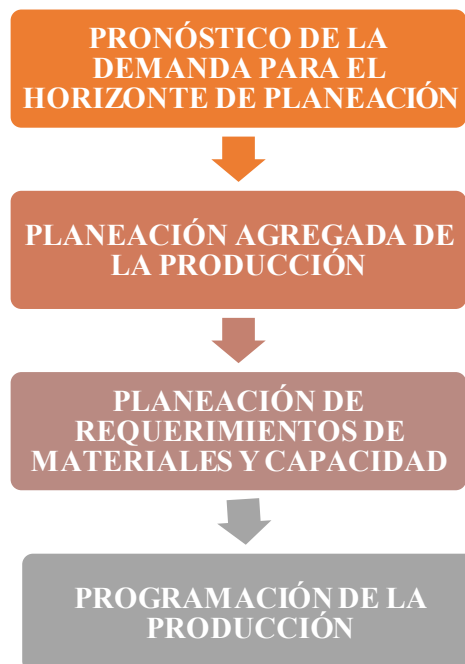 PRONÓSTICO DE LA
DEMANDA PARA EL
HORIZONTE DE PLANEACIÓN
PLANEACIÓN AGREGADA DE
LA PRODUCCIÓN
PLANEACIÓN DE
REQUERIMIENTOS DE
MATERIALES Y CAPACIDAD
PROGRAMACIÓN DE LA
PRODUCCIÓN